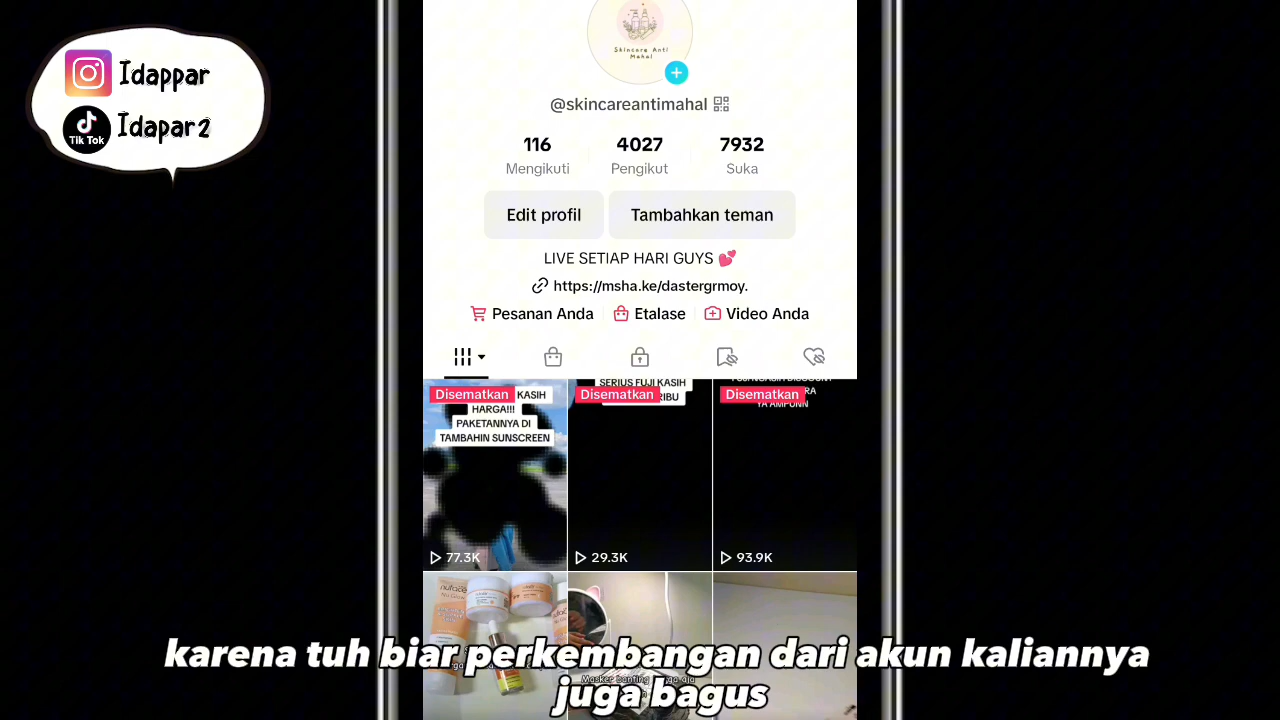 Idappar
Tik Tok
Idapar2
Skincare Anti
Mahal
@skincareantimahal
116
4027
7932
Mengikuti
Pengikut
Suka
Edit profil
Tambahkan teman
LIVE SETIAP HARI GUYS 💕
https://msha.ke/dastergrmoy.
Pesanan Anda
Etalase
Video Anda
Disematkan
KASIH
HARGA!!!
PAKETANNYA DI
TAMBAHIN SUNSCREEN
77.3K
SERIUS FUJI KASIH
Disematkan
29.3K
Disematkan
YA AMPUNN
93.9K
nuface
karena tuh biar perkembangan dari akun kaliannya
juga bagus